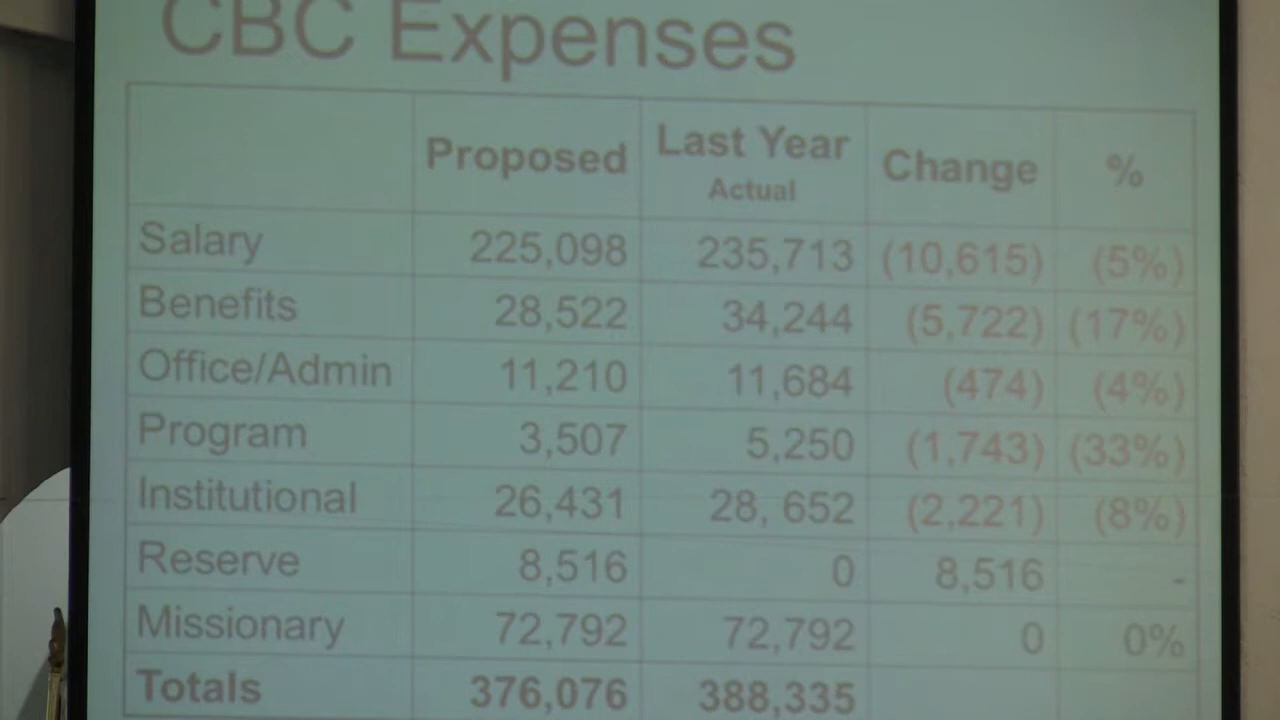 CBC Expenses
Proposed Last Year Actual Change %
Salary 225,098 235,713 (10,615) (5%)
Benefits 28,522 34,244 (5,722) (17%)
Office/Admin 11,210 11,684 (474) (4%)
Program 3,507 5,250 (1,743) (33%)
Institutional 26,431 28, 652 (2,221) (8%)
Reserve 8,516 0 8,516 -
Missionary 72,792 72,792 0 0%
Totals 376,076 388,335